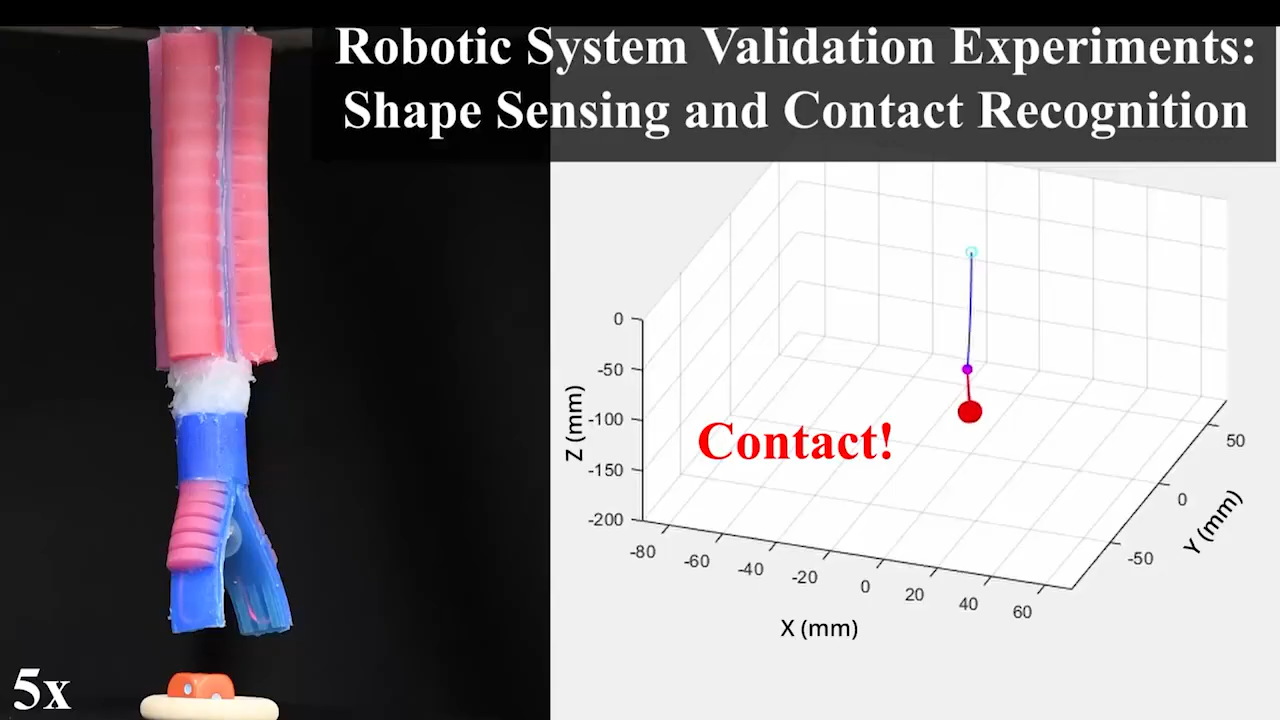 Robotic System Validation Experiments:
Shape Sensing and Contact Recognition
0
-50
-100
-150
-200
Z (mm)
Contact!
-80
-60
-40
-20
0
20
40
60
X (mm)
50
0
-50
Y (mm)
5x